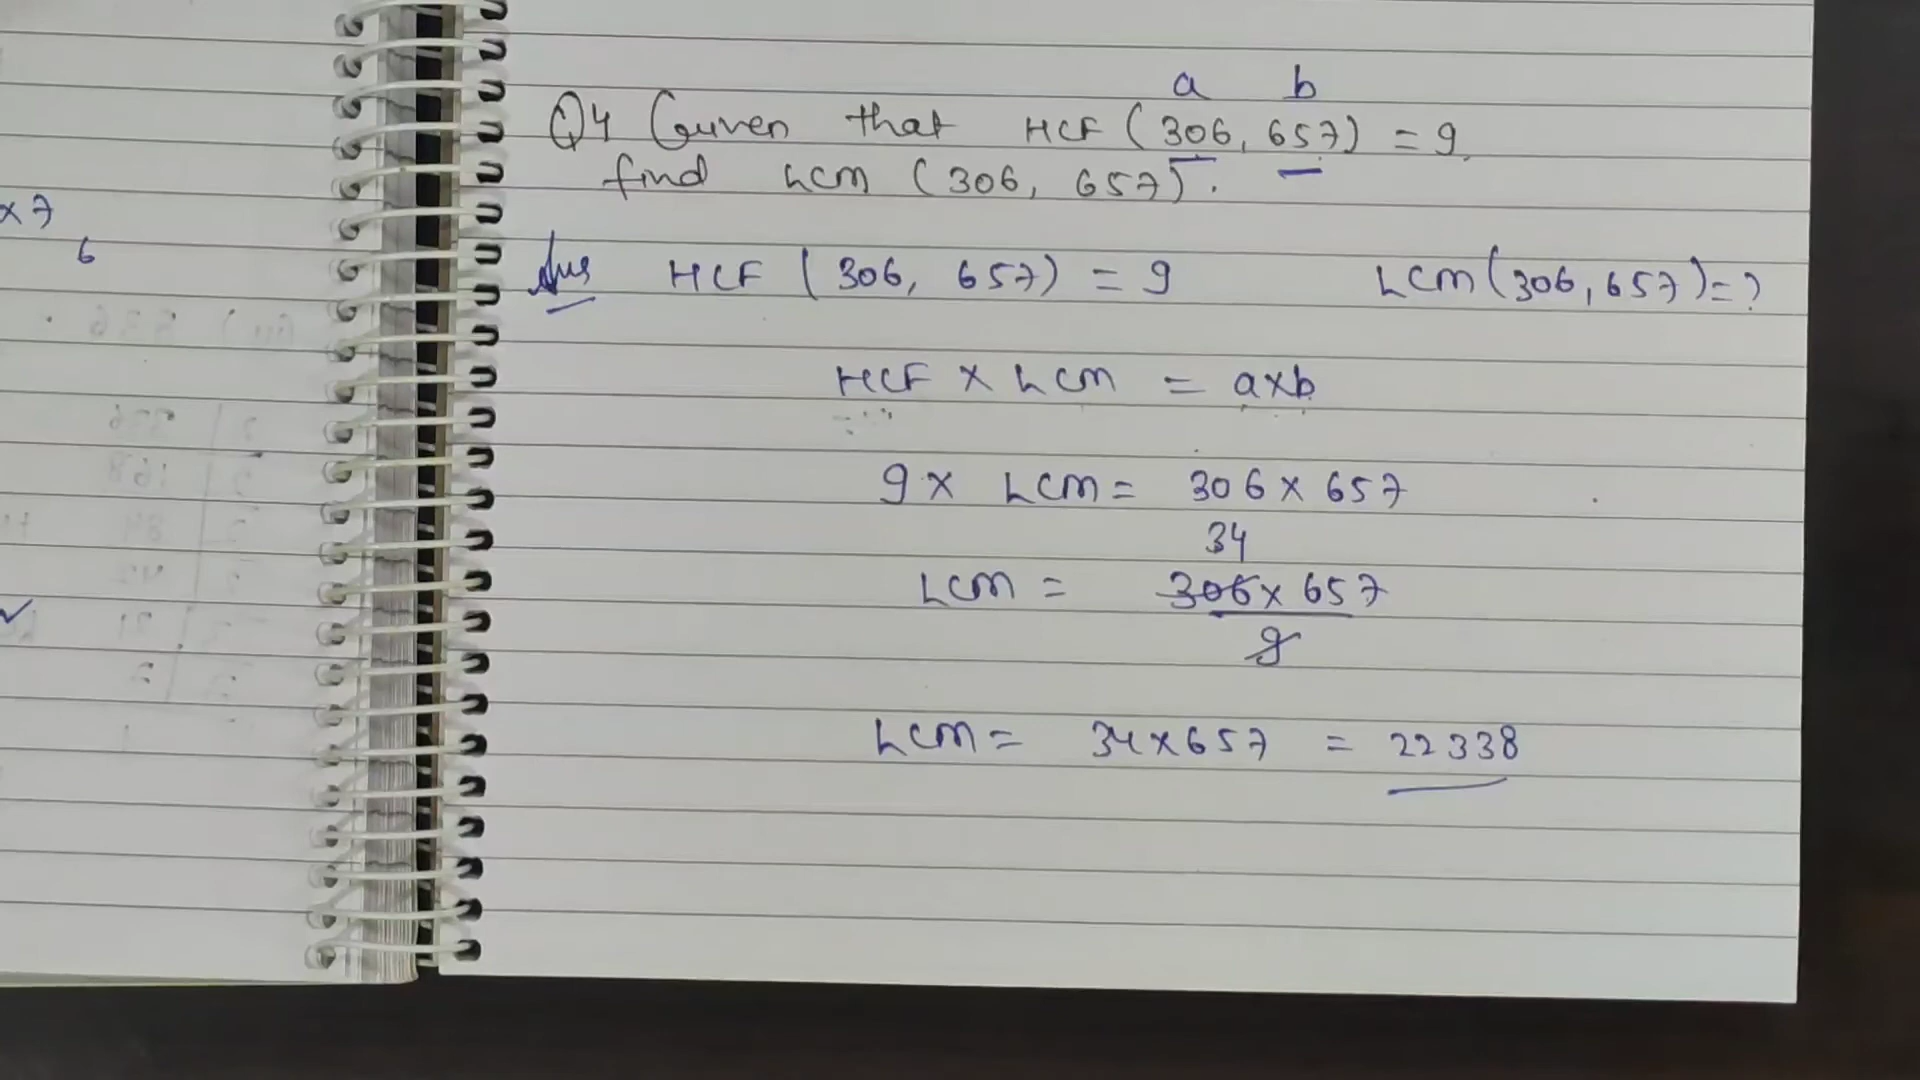 x 7
6
a b
Q4 Given that HCF (306, 657) = 9,
find LCM (306, 657).
Ans HCF (306, 657) = 9 LCM (306, 657) = ?
HCF x LCM = axb
9 x LCM = 306 x 657
34
LCM = 306 x 657
9
LCM = 34 x 657 = 22338